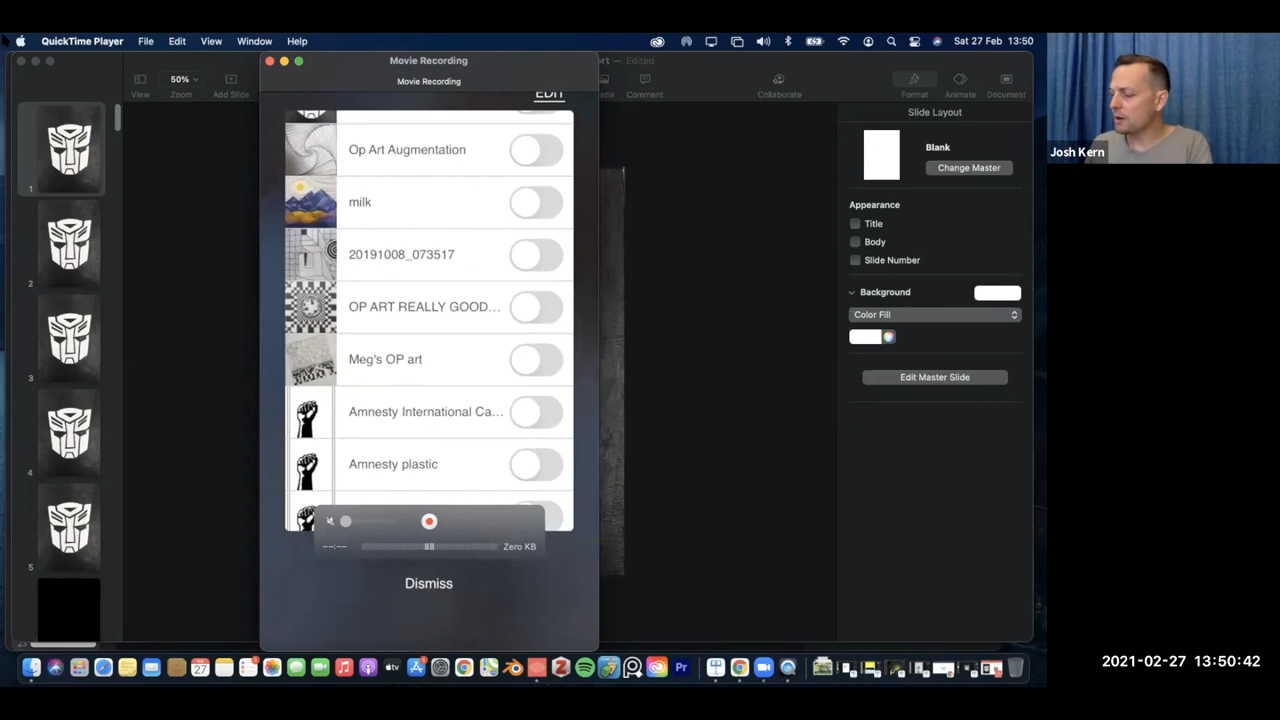 QuickTime Player File Edit View Window Help Sat 27 Feb 13:50
Movie Recording
Movie Recording
rt — Edited
50%
View Zoom Add Slide
Comment Collaborate Format Animate Document
EDIT
Slide Layout
Blank
Change Master
Appearance
Title
Body
Slide Number
Background
Color Fill
Edit Master Slide
Op Art Augmentation
milk
20191008_073517
OP ART REALLY GOOD...
Meg's OP art
Amnesty International Ca...
Amnesty plastic
--:-- Zero KB
Dismiss
1
2
3
4
5
Josh Kern
2021-02-27 13:50:42